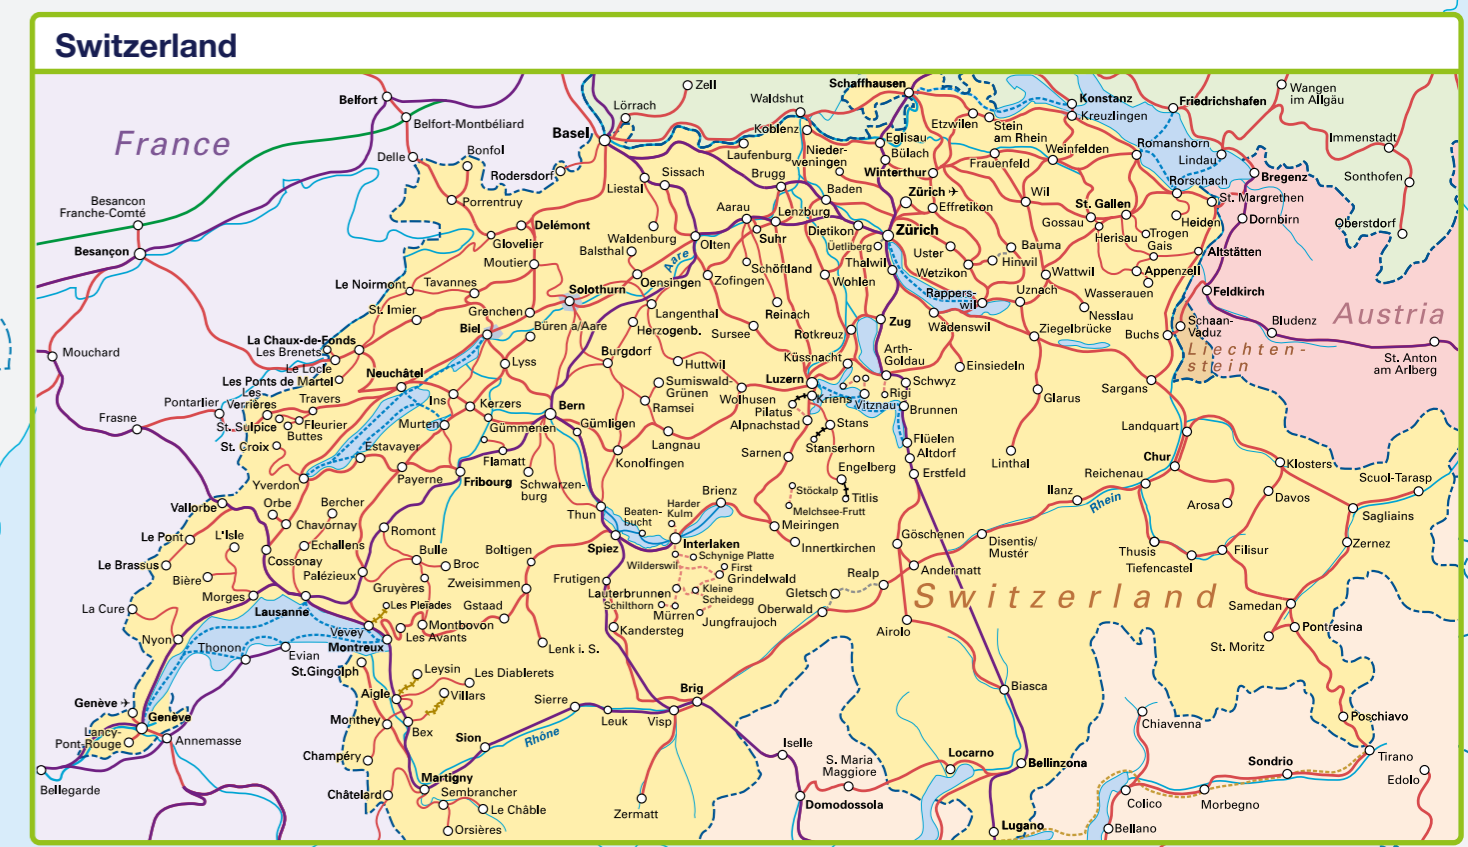 Switzerland
France
Austria
Liechten-
stein
Switzerland
Belfort
Belfort-Montbéliard
Delle
Bonfol
Rodersdorf
Porrentruy
Besancon
Franche-Comté
Besançon
Mouchard
Frasne
Pontarlier
Basel
Lörrach
Zell
Waldshut
Koblenz
Laufenburg
Nieder-
weningen
Schaffhausen
Eglisau
Bülach
Etzwilen
Stein
am Rhein
Konstanz
Kreuzlingen
Friedrichshafen
Wangen
im Allgäu
Immenstadt
Sonthofen
Oberstdorf
Romanshorn
Lindau
Bregenz
Rorschach
St. Margrethen
Dornbirn
Heiden
Weinfelden
Frauenfeld
Winterthur
Wil
St. Gallen
Gossau
Herisau
Trogen
Gais
Altstätten
Appenzell
Feldkirch
Bludenz
St. Anton
am Arlberg
Wasserauen
Nesslau
Wattwil
Buchs
Schaan-
Vaduz
Sargans
Zürich
Effretikon
Zürich
Bauma
Uster
Hinwil
Wetzikon
Rappers-
wil
Uznach
Wädenswil
Ziegelbrücke
Einsiedeln
Glarus
Linthal
Liestal
Sissach
Brugg
Baden
Aarau
Lenzburg
Dietikon
Üetliberg
Thalwil
Suhr
Olten
Waldenburg
Balsthal
Aare
Oensingen
Zofingen
Schöftland
Wohlen
Reinach
Delémont
Glovelier
Moutier
Le Noirmont
Tavannes
St. Imier
Grenchen
Solothurn
Biel
Büren a/Aare
Langenthal
Herzogenb.
Sursee
Rotkreuz
Zug
Arth-
Goldau
Küssnacht
Luzern
Kriens
Vitznau
Rigi
Schwyz
Brunnen
Pilatus
Alpnachstad
Stans
Stanserhorn
Flüelen
Altdorf
Erstfeld
Engelberg
Titlis
Stöckalp
Melchsee-Frutt
Sarnen
Meiringen
Innertkirchen
La Chaux-de-Fonds
Les Brenets
Le Locle
Les Ponts de Martel
Les
Verrières
Travers
St. Sulpice
Fleurier
Buttes
St. Croix
Neuchâtel
Ins
Kerzers
Lyss
Murten
Gümmenen
Bern
Gümligen
Burgdorf
Huttwil
Sumiswald-
Grünen
Ramsei
Wolhusen
Langnau
Konolfingen
Estavayer
Yverdon
Payerne
Flamatt
Fribourg
Schwarzen-
burg
Thun
Beaten-
bucht
Harder
Kulm
Brienz
Spiez
Interlaken
Wilderswil
Schynige Platte
First
Grindelwald
Lauterbrunnen
Kleine
Scheidegg
Schilthorn
Mürren
Jungfraujoch
Frutigen
Kandersteg
Vallorbe
Orbe
Bercher
Chavornay
Le Pont
L'Isle
Echallens
Romont
Le Brassus
Cossonay
Bière
Palézieux
Bulle
Broc
Boltigen
Zweisimmen
Gruyères
La Cure
Morges
Lausanne
Les Pleïades
Montbovon
Gstaad
Lenk i. S.
Vevey
Les Avants
Nyon
Thonon
Evian
Montreux
St.Gingolph
Aigle
Leysin
Les Diablerets
Villars
Genève
Genève
Lancy-
Pont-Rouge
Annemasse
Bellegarde
Monthey
Bex
Champéry
Châtelard
Martigny
Sembrancher
Le Châble
Orsières
Sion
Rhône
Sierre
Leuk
Visp
Brig
Zermatt
Iselle
Domodossola
S. Maria
Maggiore
Locarno
Bellinzona
Lugano
Biasca
Airolo
Göschenen
Andermatt
Realp
Gletsch
Oberwald
Disentis/
Mustér
Ilanz
Rhein
Reichenau
Chur
Landquart
Klosters
Davos
Arosa
Thusis
Tiefencastel
Filisur
Scuol-Tarasp
Sagliains
Zernez
Samedan
Pontresina
St. Moritz
Poschiavo
Tirano
Edolo
Sondrio
Morbegno
Colico
Bellano
Chiavenna